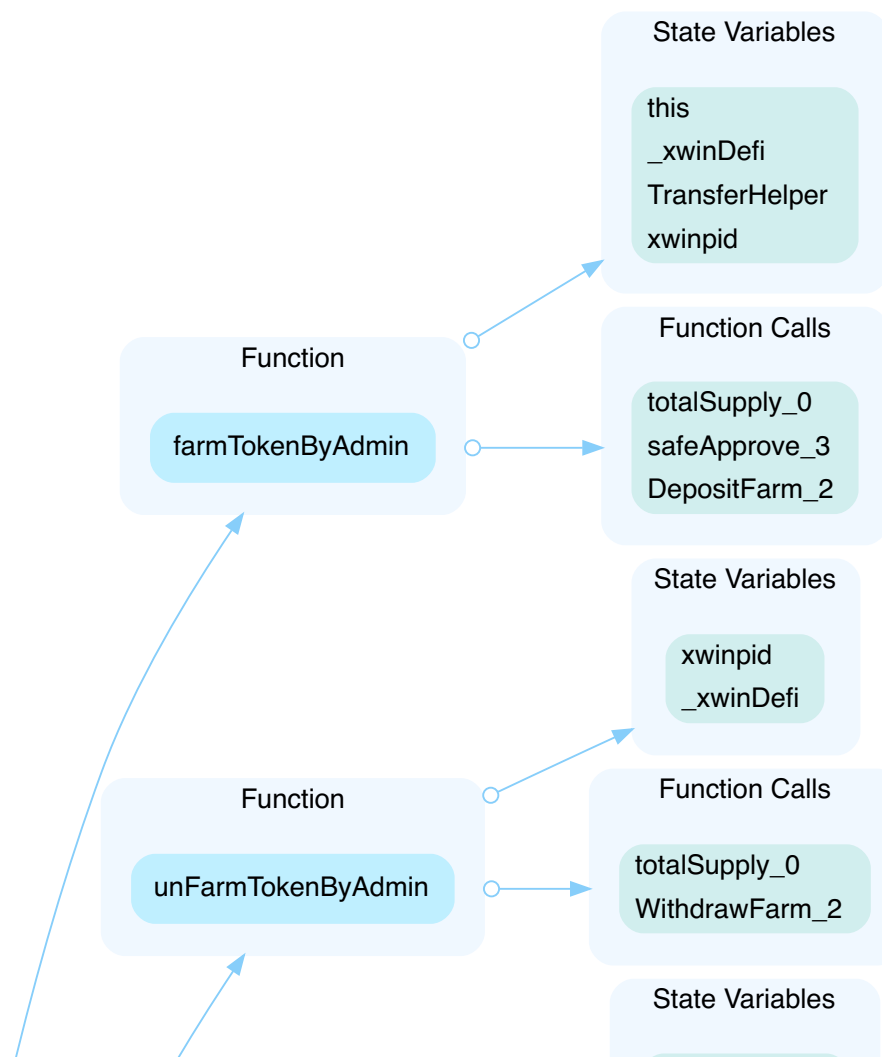 State Variables
this
_xwinDefi
TransferHelper
xwinpid
Function
farmTokenByAdmin
Function Calls
totalSupply_0
safeApprove_3
DepositFarm_2
State Variables
xwinpid
_xwinDefi
Function
unFarmTokenByAdmin
Function Calls
totalSupply_0
WithdrawFarm_2
State Variables